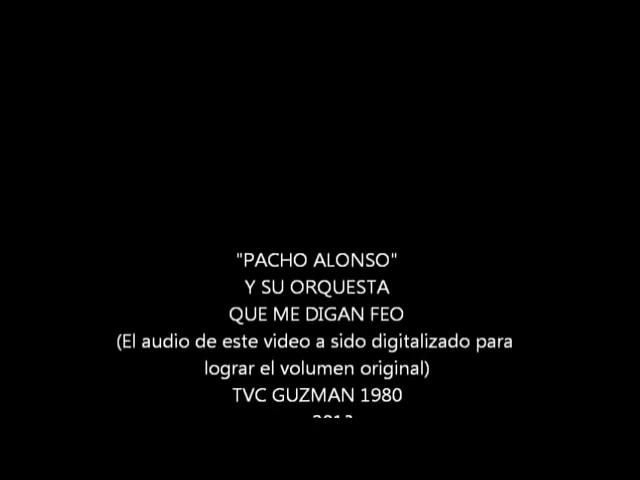 "PACHO ALONSO"
Y SU ORQUESTA
QUE ME DIGAN FEO
(El audio de este video a sido digitalizado para
lograr el volumen original)
TVC GUZMAN 1980